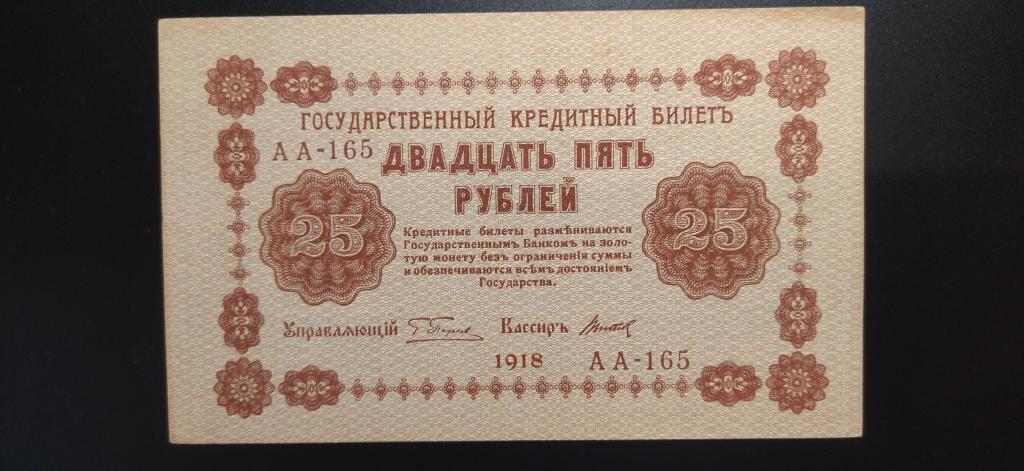 ГОСУДАРСТВЕННЫЙ КРЕДИТНЫЙ БИЛЕТЪ
АА-165
ДВАДЦАТЬ ПЯТЬ
РУБЛЕЙ
25
25
Кредитные билеты размѣниваются
Государственнымъ Банкомъ на золо-
тую монету безъ ограниченія суммы
и обезпечиваются всѣмъ достояніемъ
Государства.
Управляющій
Кассиръ
1918 АА-165